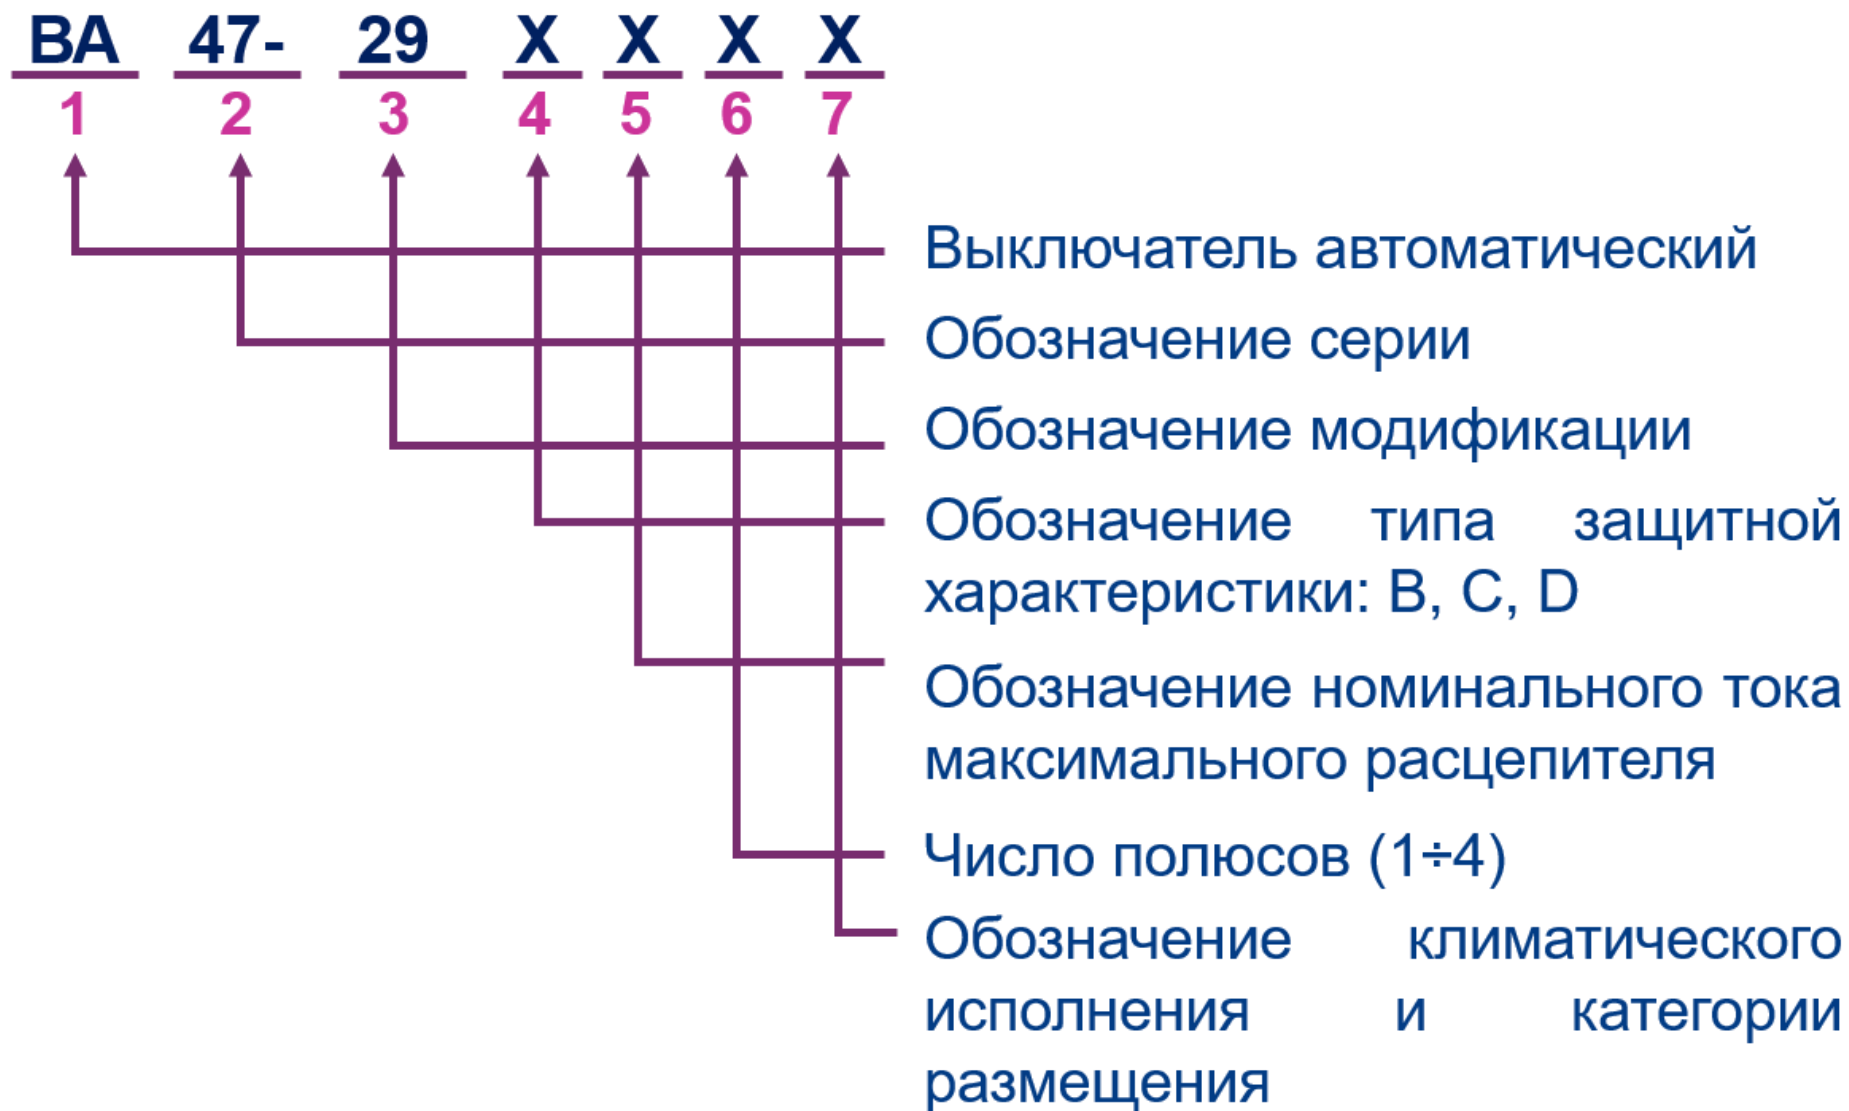 ВА 47- 29 X X X X
1 2 3 4 5 6 7
Выключатель автоматический
Обозначение серии
Обозначение модификации
Обозначение типа защитной
характеристики: B, C, D
Обозначение номинального тока
максимального расцепителя
Число полюсов (1÷4)
Обозначение климатического
исполнения и категории
размещения